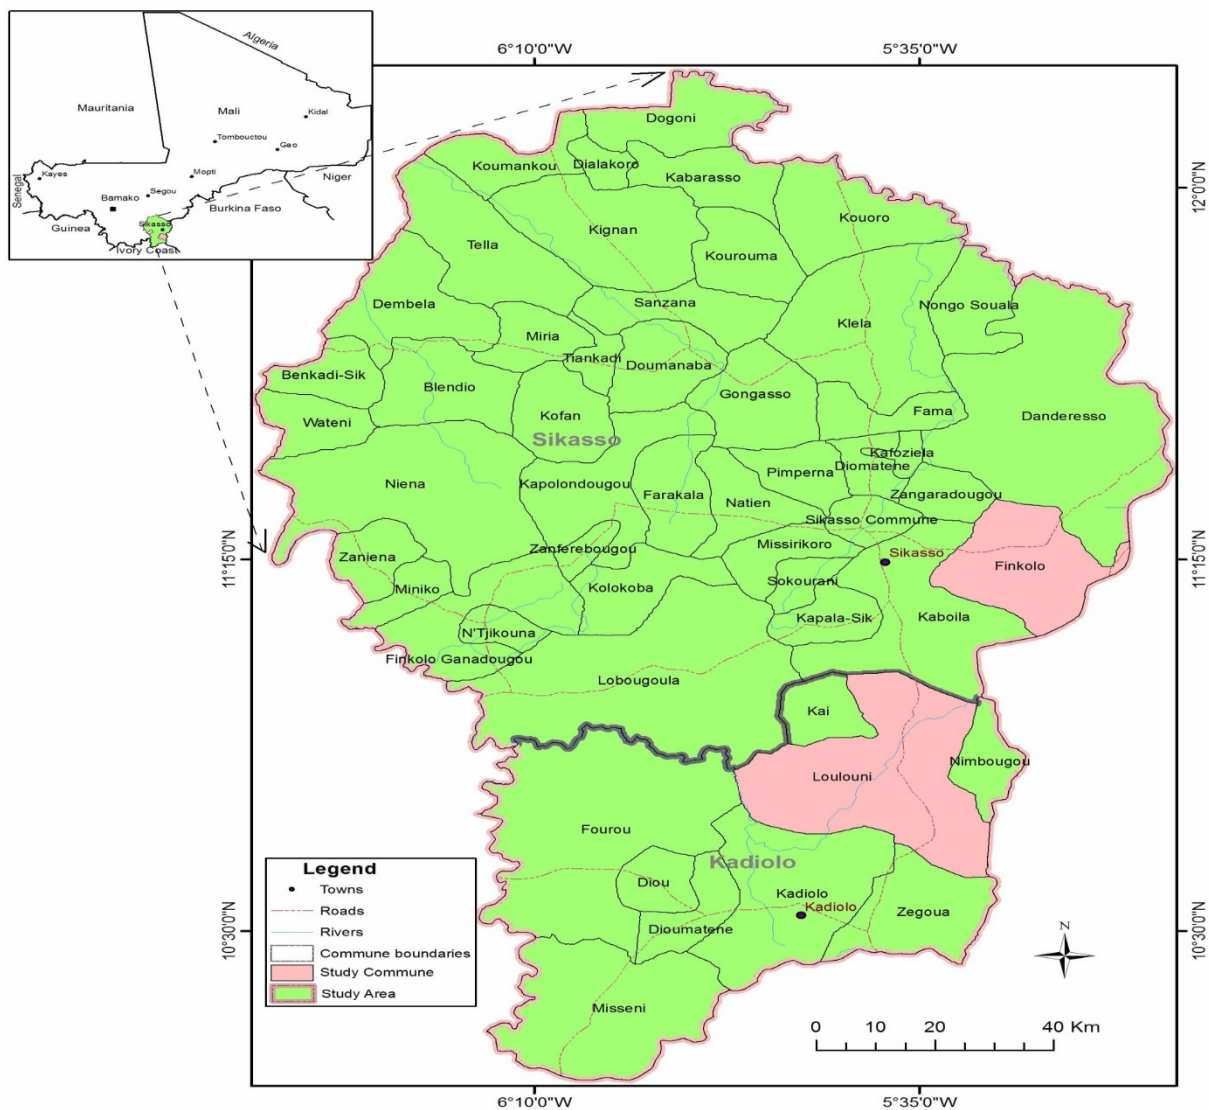 Algeria
Mauritania
Mali
Kidal
Tombouctou
Gao
Mopti
Kayes
Segou
Niger
Bamako
Senegal
Burkina Faso
Guinea
Sikasso
Ivory Coast
6°10'0"W
5°35'0"W
Dogoni
Koumankou
Dialakoro
Kabarasso
12°0'0"N
Kouoro
Kignan
Tella
Kourouma
Dembela
Sanzana
Nongo Souala
Klela
Miria
Tiankadi
Doumanaba
Benkadi-Sik
Blendio
Gongasso
Kofan
Fama
Danderesso
Wateni
Sikasso
Kafoziela
Diomatene
Pimperna
Niena
Kapolondougou
Farakala
Natien
Zangaradougou
Sikasso Commune
11°15'0"N
Zanferebougou
Missirikoro
Sikasso
11°15'0"N
Zaniena
Finkolo
Miniko
Kolokoba
Sokourani
Kapala-Sik
Kaboila
N'Tjikouna
Finkolo Ganadougou
Lobougoula
Kai
Nimbougou
Loulouni
Fourou
Kadiolo
Diou
Kadiolo
Kadiolo
Zegoua
Dioumatene
10°30'0"N
10°30'0"N
Misseni
Legend
Towns
Roads
Rivers
Commune boundaries
Study Commune
Study Area
N
0 10 20 40 Km
6°10'0"W
5°35'0"W